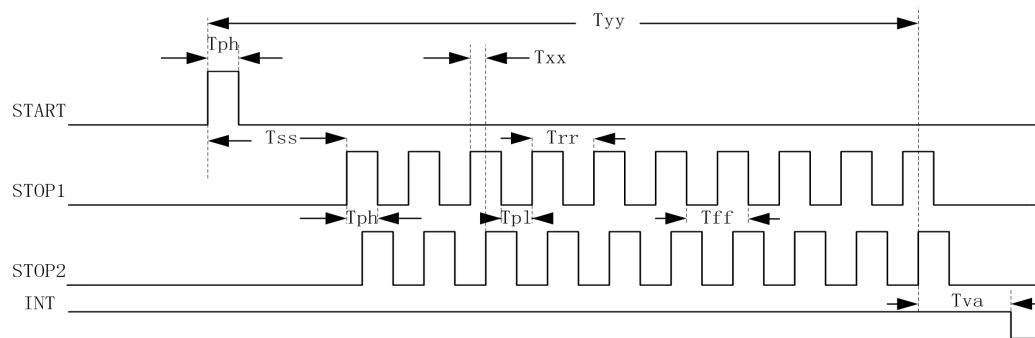 Tyy
Tph
Txx
START
Tss
Trr
STOP1
Tph
Tpl
Tff
STOP2
INT
Tva